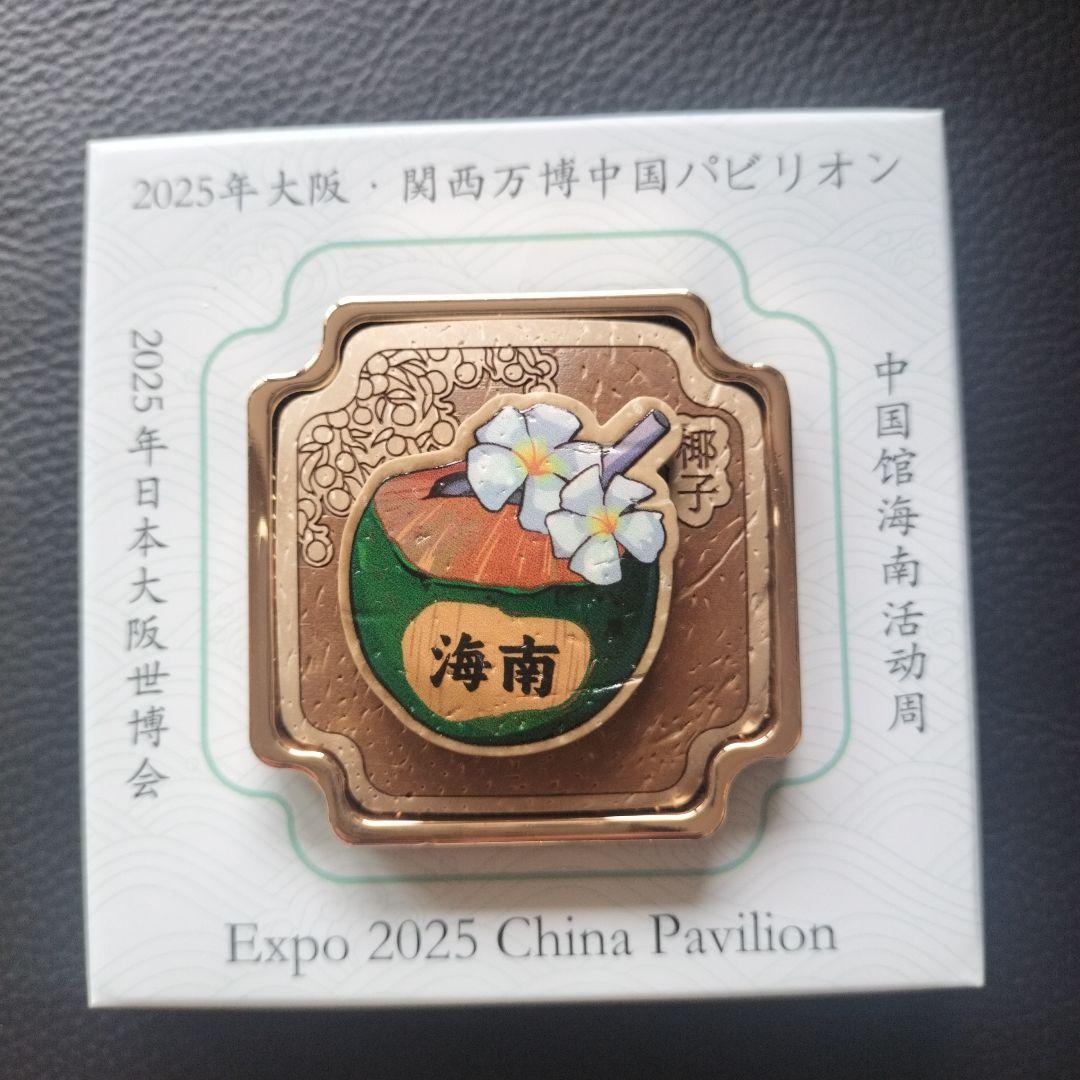 2025年大阪・関西万博中国パビリオン
2025年日本大阪世博会
中国馆海南活动周
椰子
海南
Expo 2025 China Pavilion